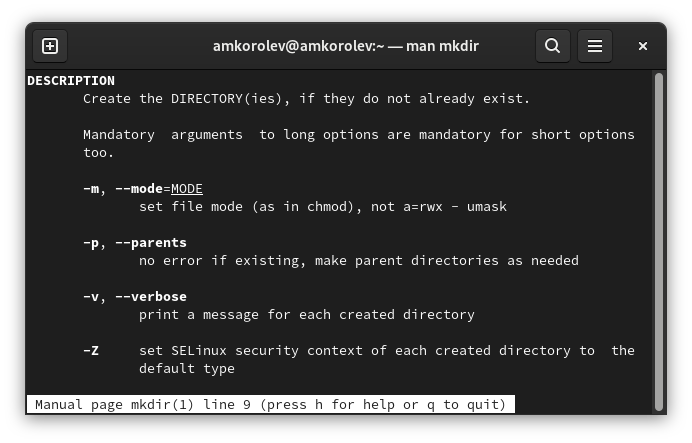 amkorolev@amkorolev:~ — man mkdir
DESCRIPTION
Create the DIRECTORY(ies), if they do not already exist.
Mandatory  arguments  to long options are mandatory for short options
too.
-m, --mode=MODE
set file mode (as in chmod), not a=rwx - umask
-p, --parents
no error if existing, make parent directories as needed
-v, --verbose
print a message for each created directory
-Z     set SELinux security context of each created directory to  the
default type
Manual page mkdir(1) line 9 (press h for help or q to quit)